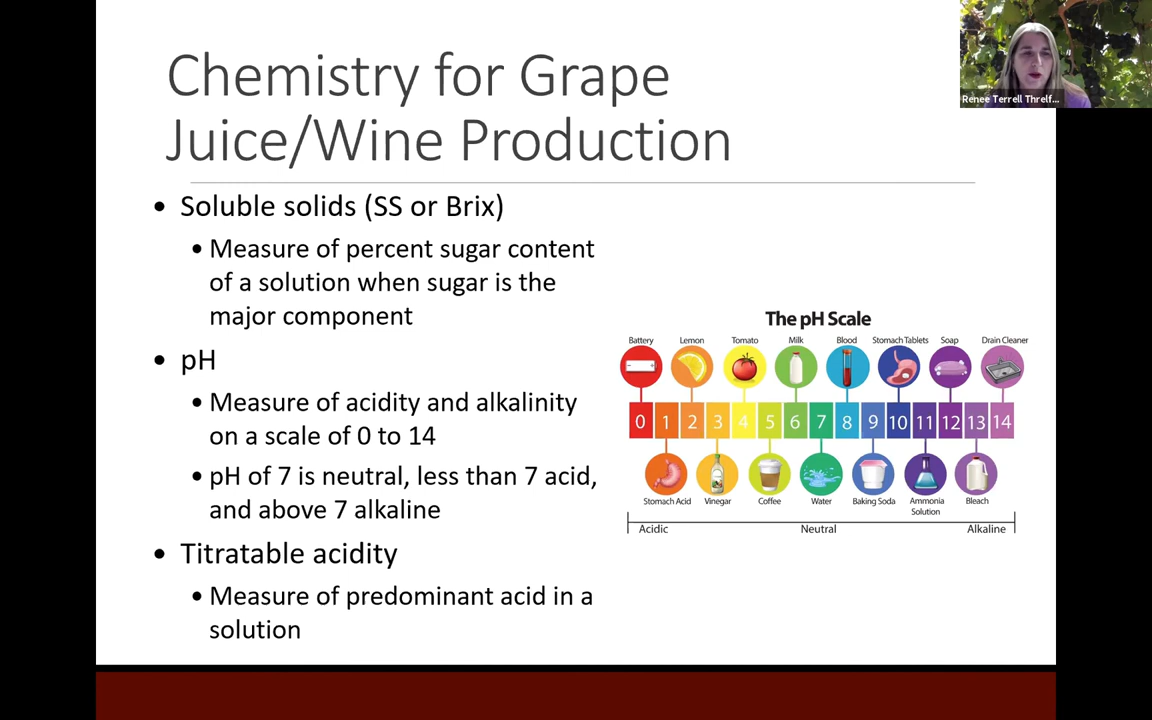 Chemistry for Grape
Juice/Wine Production
Renee Terrell Threlf...
• Soluble solids (SS or Brix)
• Measure of percent sugar content
of a solution when sugar is the
major component
• pH
• Measure of acidity and alkalinity
on a scale of 0 to 14
• pH of 7 is neutral, less than 7 acid,
and above 7 alkaline
• Titratable acidity
• Measure of predominant acid in a
solution
The pH Scale
Battery Lemon Tomato Milk Blood Stomach Tablets Soap Drain Cleaner
0 1 2 3 4 5 6 7 8 9 10 11 12 13 14
Stomach Acid Vinegar Coffee Water Baking Soda Ammonia Bleach
Solution
Acidic Neutral Alkaline